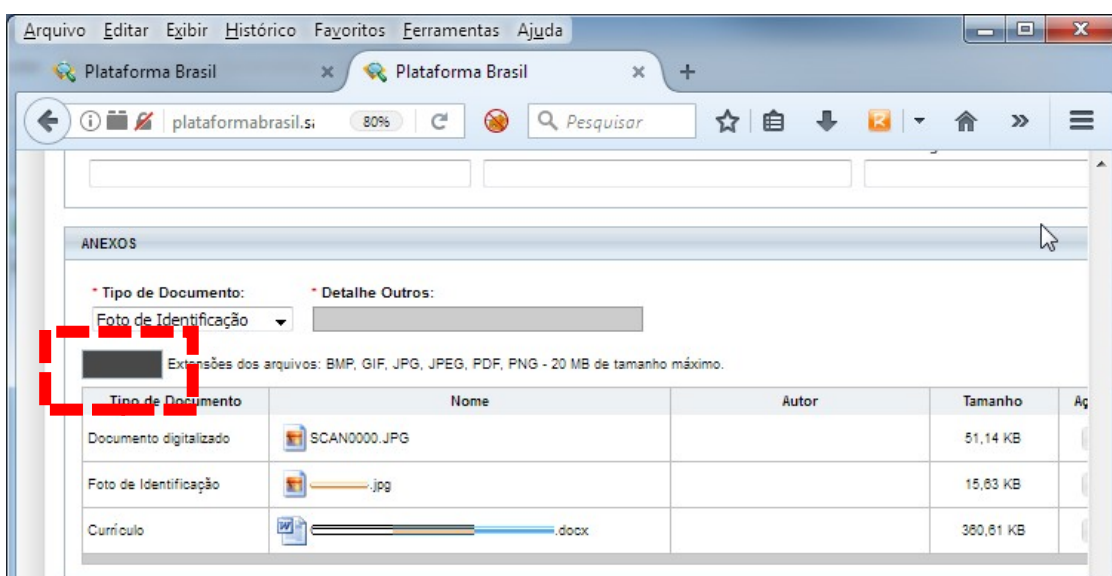 Arquivo Editar Exibir Histórico Favoritos Ferramentas Ajuda
Plataforma Brasil × Plataforma Brasil × +
plataformabrasil.sa 80% Pesquisar
ANEXOS
* Tipo de Documento: * Detalhe Outros:
Foto de Identificação
Extensões dos arquivos: BMP, GIF, JPG, JPEG, PDF, PNG - 20 MB de tamanho máximo.
Tipo de Documento Nome Autor Tamanho Aç
Documento digitalizado SCAN0000.JPG 51,14 KB
Foto de Identificação .jpg 15,63 KB
Currículo .docx 360,61 KB